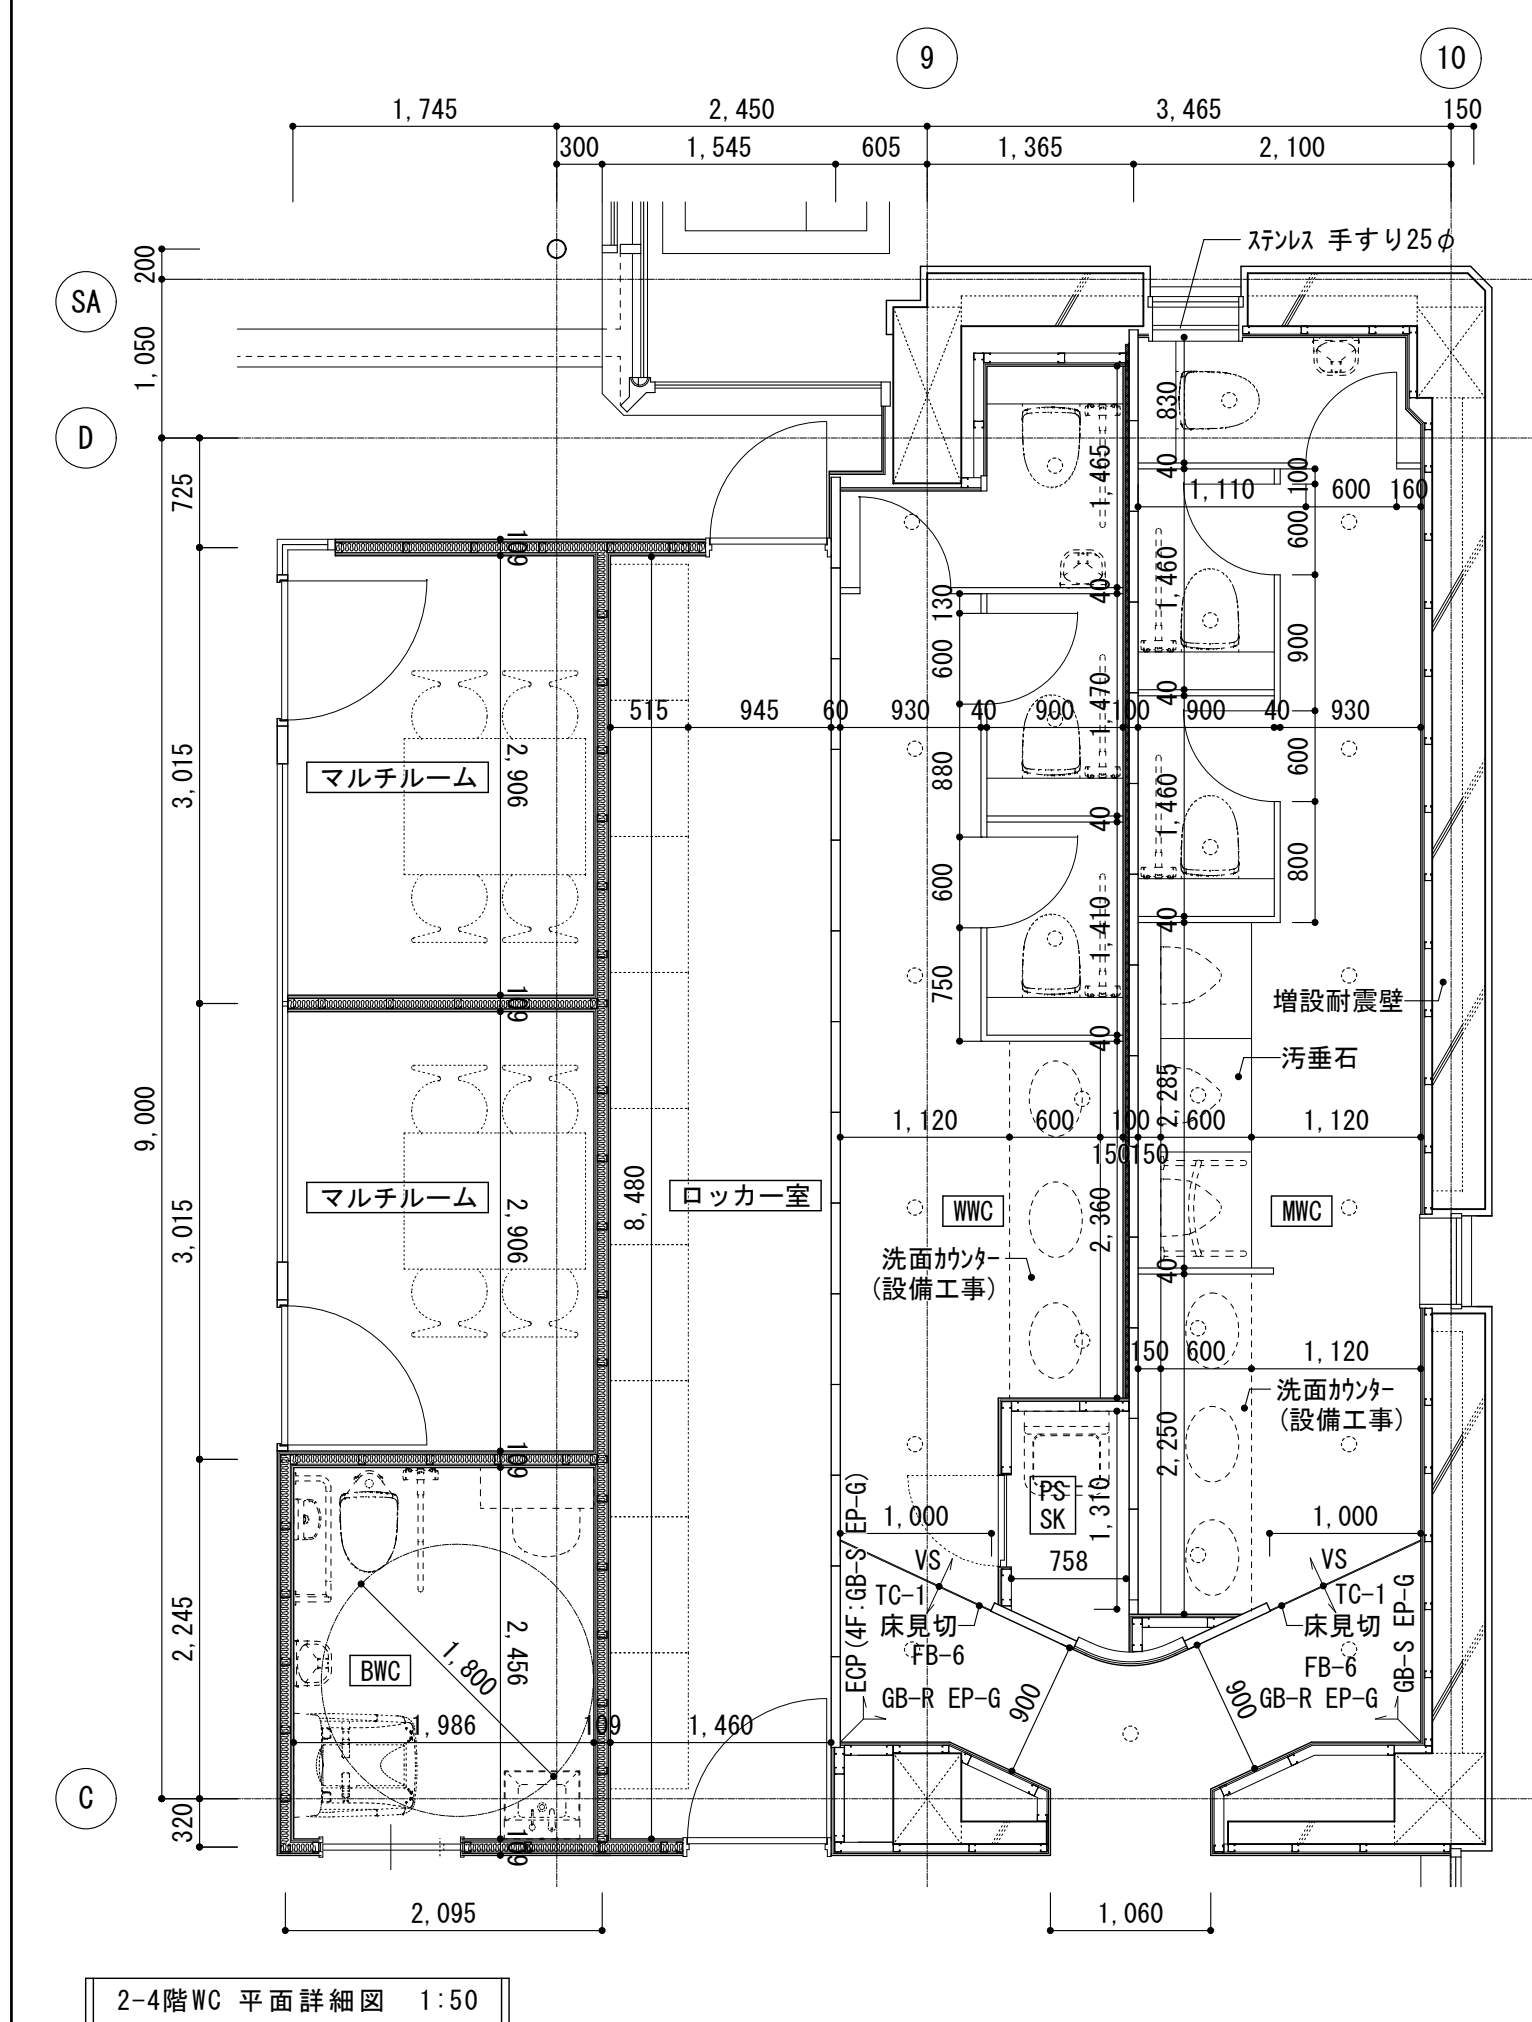 9
10
1,745
2,450
3,465
150
300
1,545
605
1,365
2,100
ステンレス 手すり25φ
200
SA
1,050
D
830
1,465
40
725
1,110
600
160
100
600
109
1,460
40
130
600
900
515
945
60
930
40
900
1,470
100
900
40
40
930
3,015
マルチルーム
2,906
880
600
1,460
40
600
800
1,410
40
750
109
40
増設耐震壁
汚垂石
9,000
2,285
1,120
600
100
600
1,120
150
150
3,015
マルチルーム
2,906
8,480
ロッカー室
WWC
2,360
MWC
洗面カウンター
(設備工事)
40
150
600
1,120
洗面カウンター
(設備工事)
2,250
109
ECP(4F:GB-S EP-G)
PS
SK
1,310
1,000
1,000
758
VS
TC-1
床見切
FB-6
GB-R EP-G
VS
TC-1
床見切
FB-6
GB-R EP-G
GB-S EP-G
2,245
BWC
1,800
2,456
900
900
1,986
109
1,460
C
320
109
2,095
1,060
2-4階WC 平面詳細図 1:50